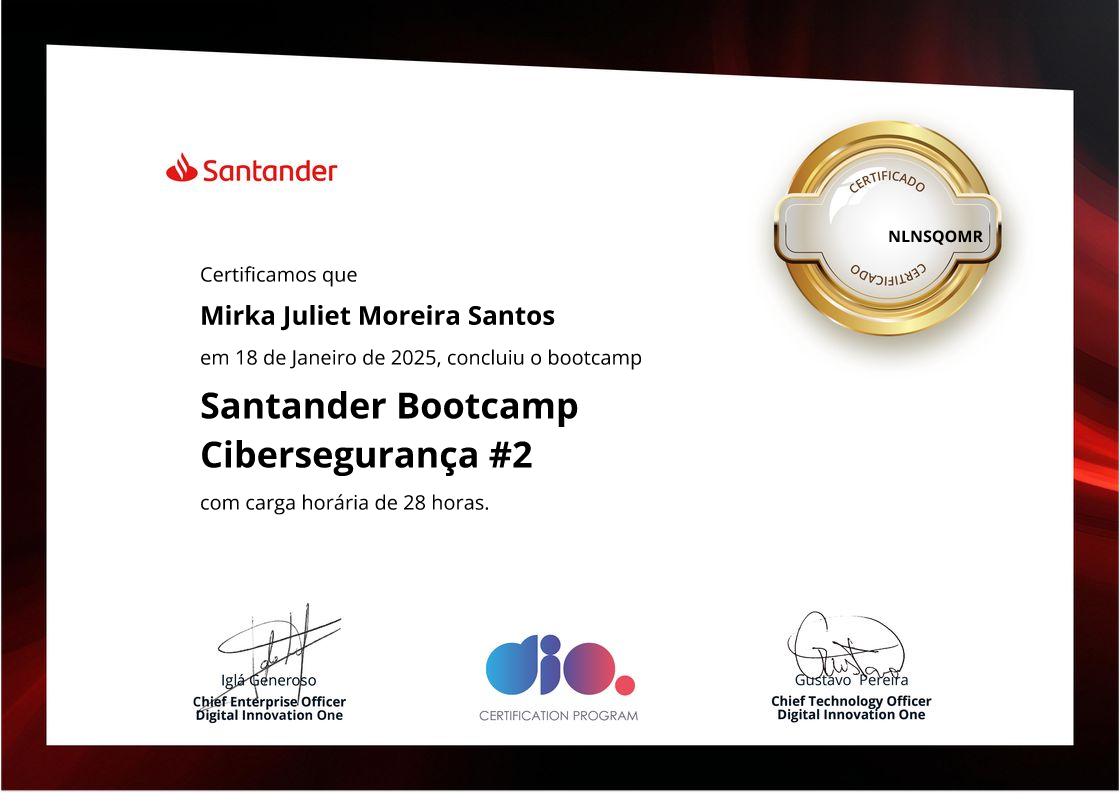 Santander
CERTIFICADO
NLNSQOMR
CERTIFICADO
Certificamos que
Mirka Juliet Moreira Santos
em 18 de Janeiro de 2025, concluiu o bootcamp
Santander Bootcamp
Cibersegurança #2
com carga horária de 28 horas.
Iglá Generoso
Chief Enterprise Officer
Digital Innovation One
dio.
CERTIFICATION PROGRAM
Gustavo
Gustavo Pereira
Chief Technology Officer
Digital Innovation One